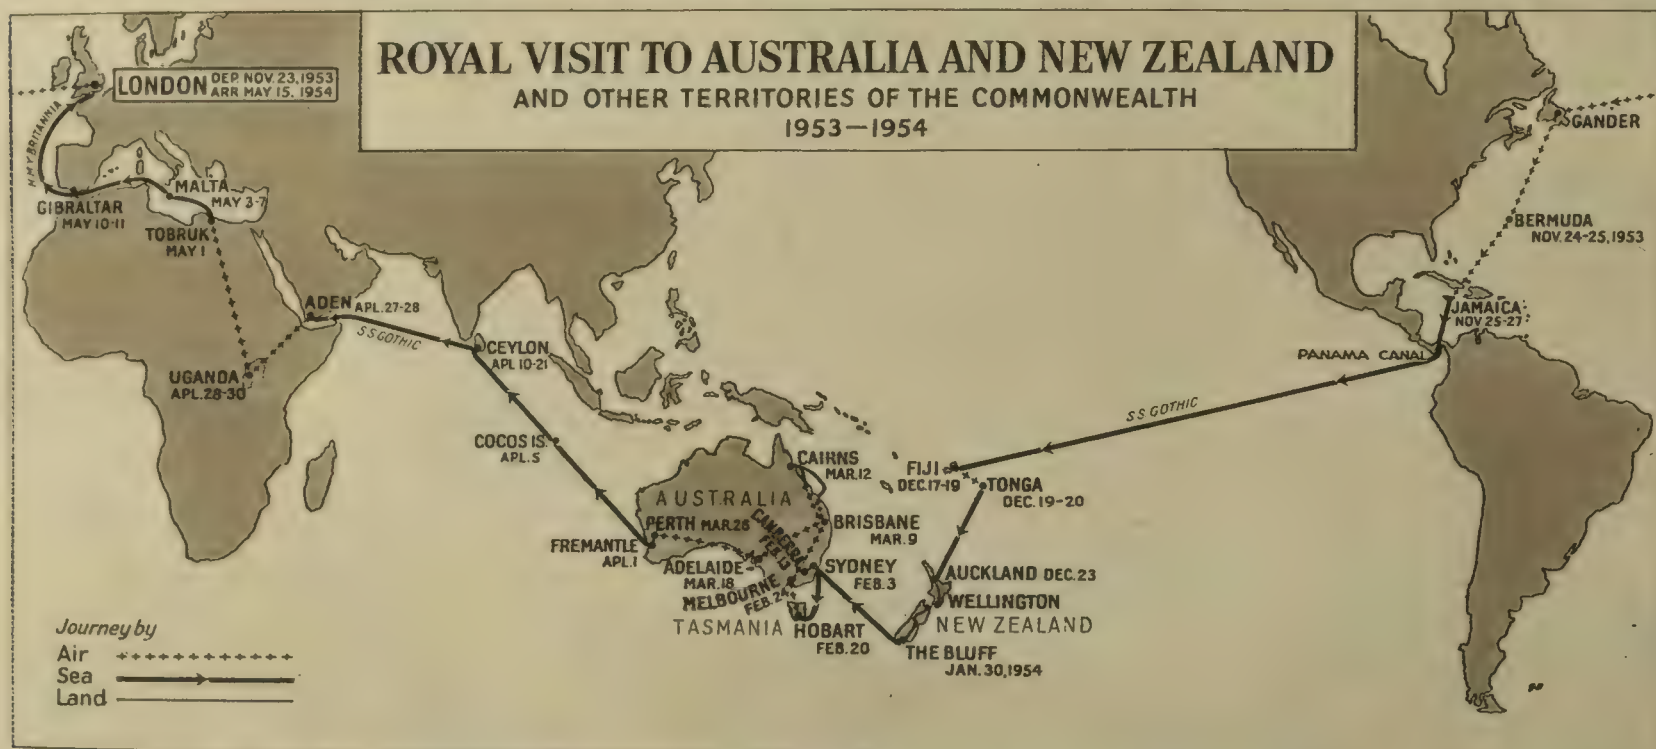 ROYAL VISIT TO AUSTRALIA AND NEW ZEALAND
AND OTHER TERRITORIES OF THE COMMONWEALTH
1953—1954
LONDON DEP. NOV. 23, 1953
ARR MAY 15, 1954
H.M.Y BRITANNIA
GIBRALTAR
MAY 10-11
MALTA
MAY 3-7
TOBRUK
MAY 1
ADEN APL. 27-28
UGANDA
APL. 28-30
S S GOTHIC
CEYLON
APL 10-21
COCOS IS.
APL. 5
FREMANTLE
APL. 1
AUSTRALIA
PERTH MAR. 26
ADELAIDE
MAR. 18
CANBERRA
FEB. 13
MELBOURNE
FEB. 24
TASMANIA
HOBART
FEB. 20
CAIRNS
MAR. 12
BRISBANE
MAR. 9
SYDNEY
FEB. 3
FIJI
DEC. 17-19
TONGA
DEC. 19-20
AUCKLAND DEC. 23
WELLINGTON
NEW ZEALAND
THE BLUFF
JAN. 30, 1954
S S GOTHIC
PANAMA CANAL
JAMAICA
NOV 25-27
BERMUDA
NOV. 24-25, 1953
GANDER
Journey by
Air
Sea
Land